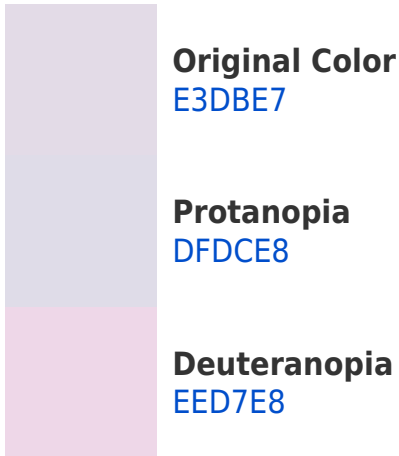 Original Color
E3DBE7
Protanopia
DFDCE8
Deuteranopia
EED7E8